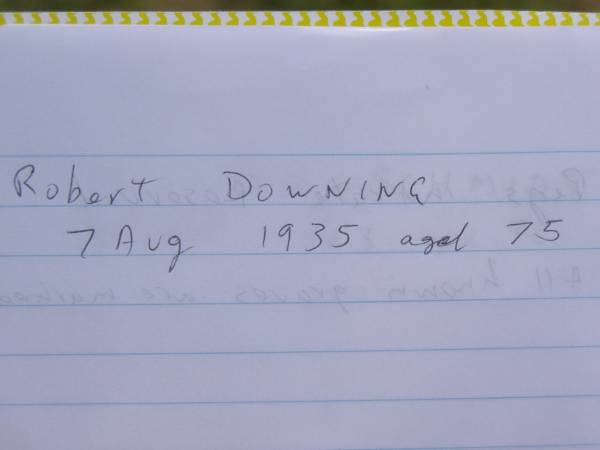 Robert DOWNING
7 Aug 1935 aged 75